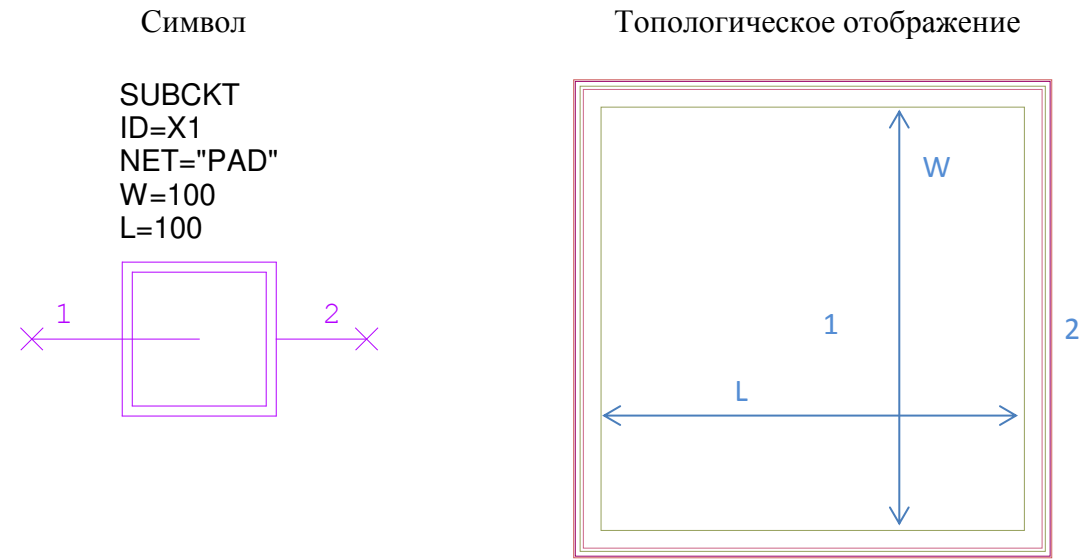 Символ
Топологическое отображение
SUBCKT
ID=X1
NET="PAD"
W=100
L=100
1
2
W
1
2
L